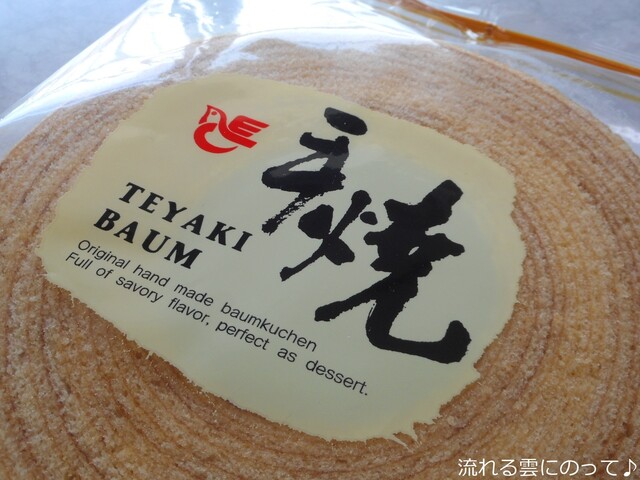 手焼
TEYAKI
BAUM
Original hand made baumkuchen
Full of savory flavor, perfect as dessert.
流れる雲にのって♪